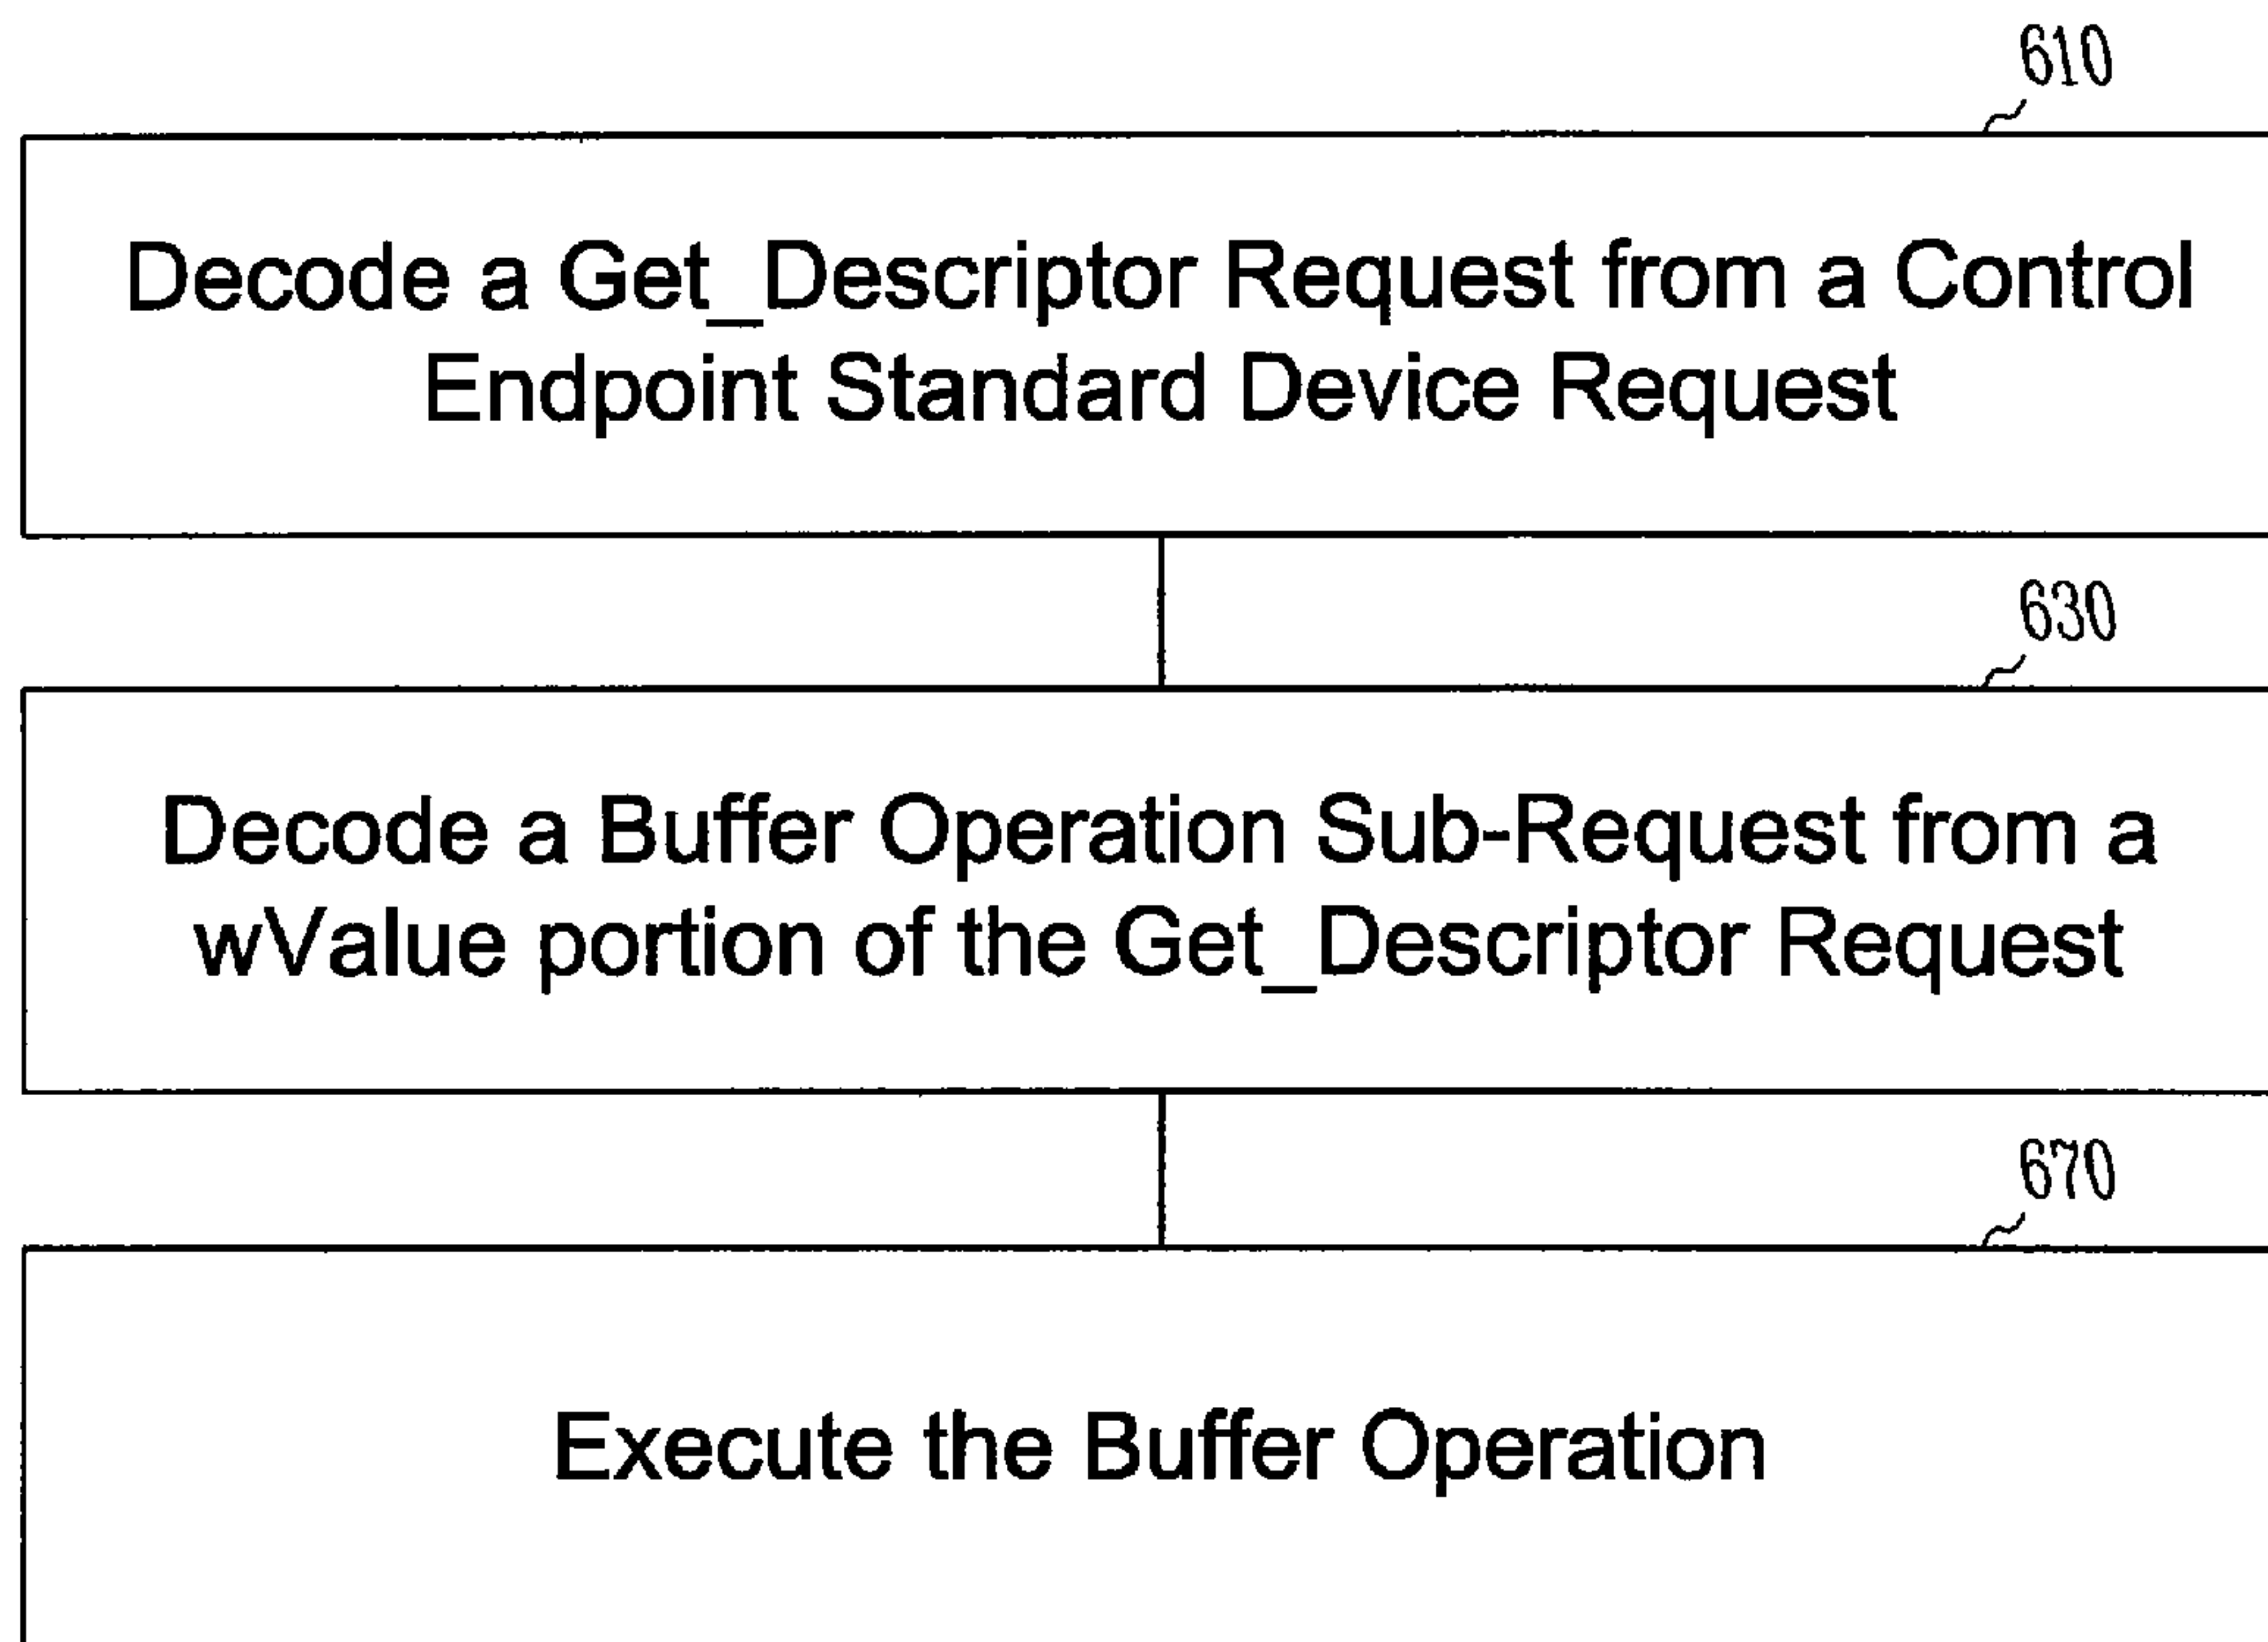 610
Decode a Get_Descriptor Request from a Control
Endpoint Standard Device Request
630
Decode a Buffer Operation Sub-Request from a
wValue portion of the Get_Descriptor Request
670
Execute the Buffer Operation